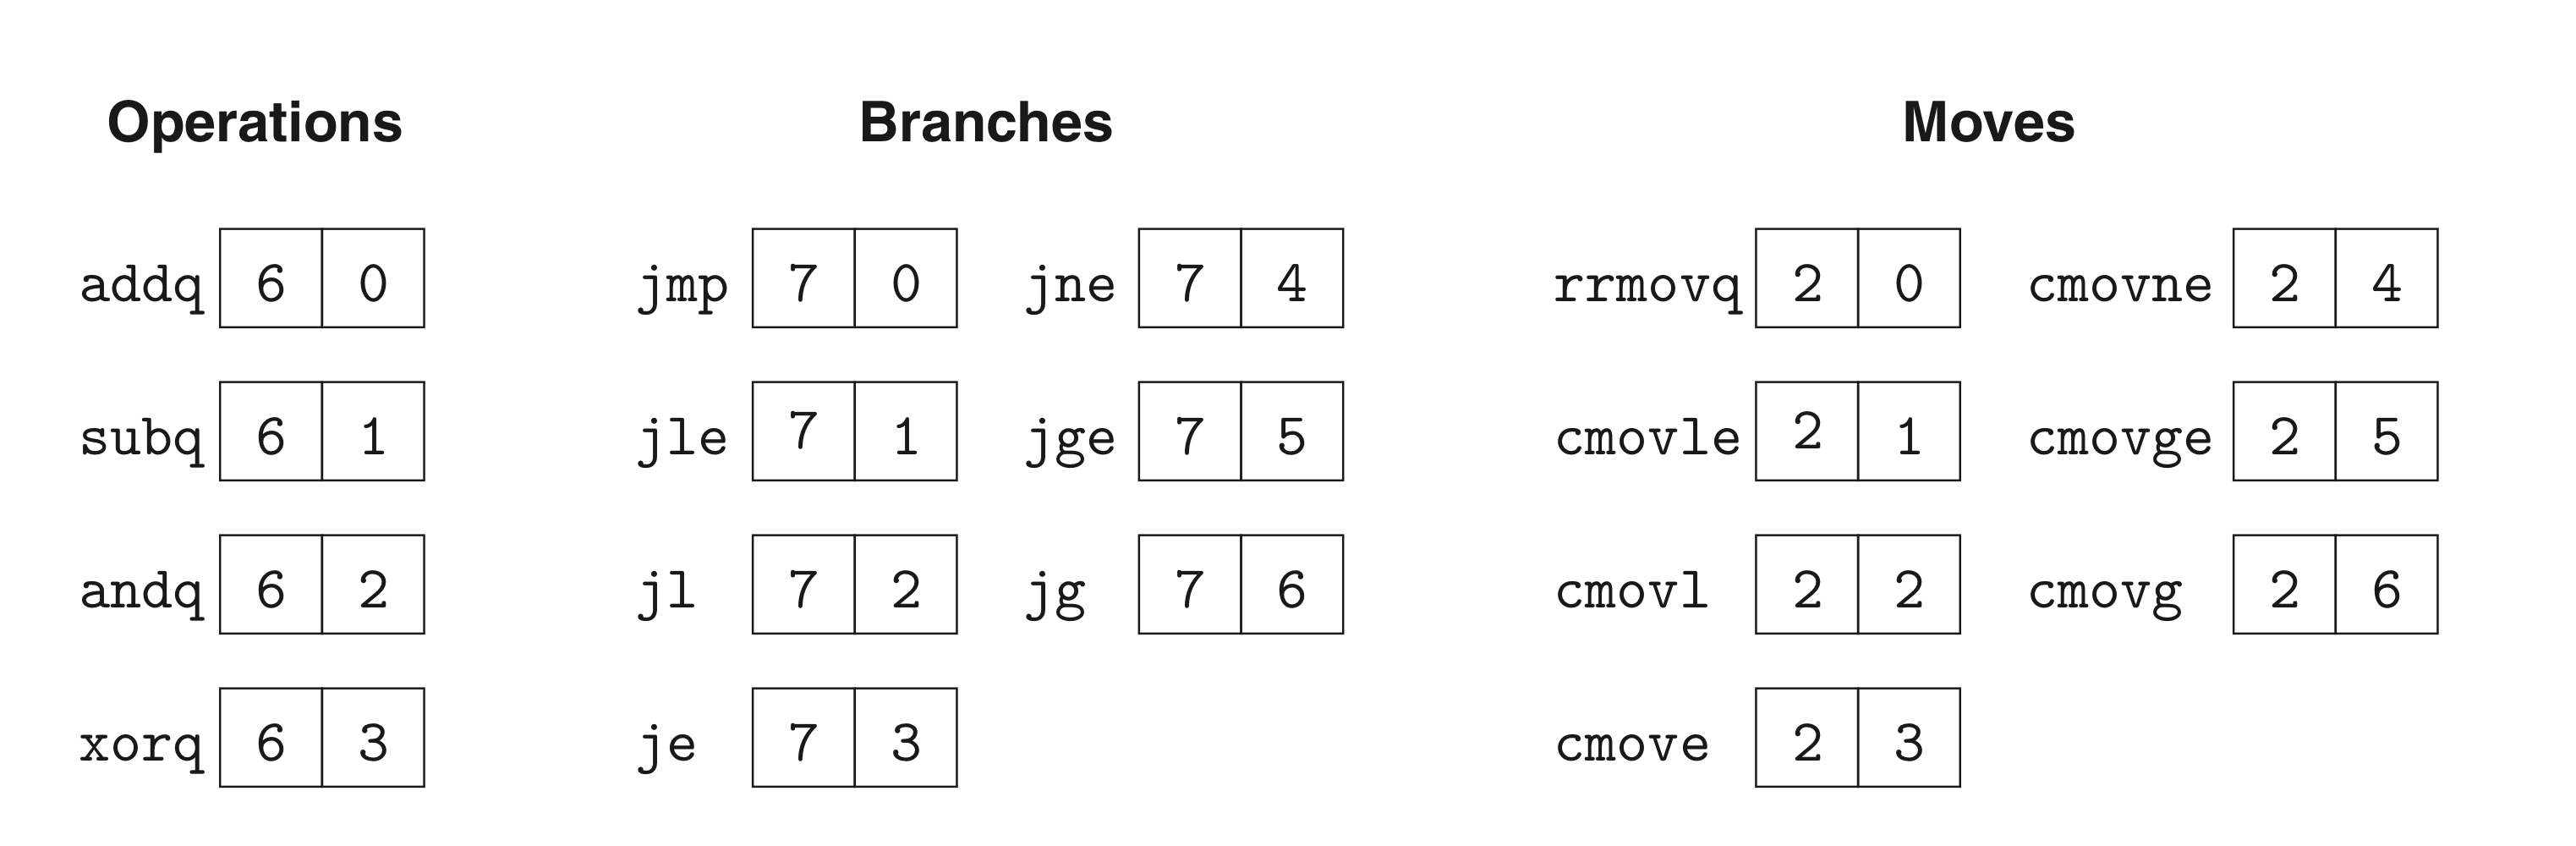 Operations Branches Moves
addq 6 0 jmp 7 0 jne 7 4 rrmovq 2 0 cmovne 2 4
subq 6 1 jle 7 1 jge 7 5 cmovle 2 1 cmovge 2 5
andq 6 2 jl 7 2 jg 7 6 cmovl 2 2 cmovg 2 6
xorq 6 3 je 7 3 cmove 2 3